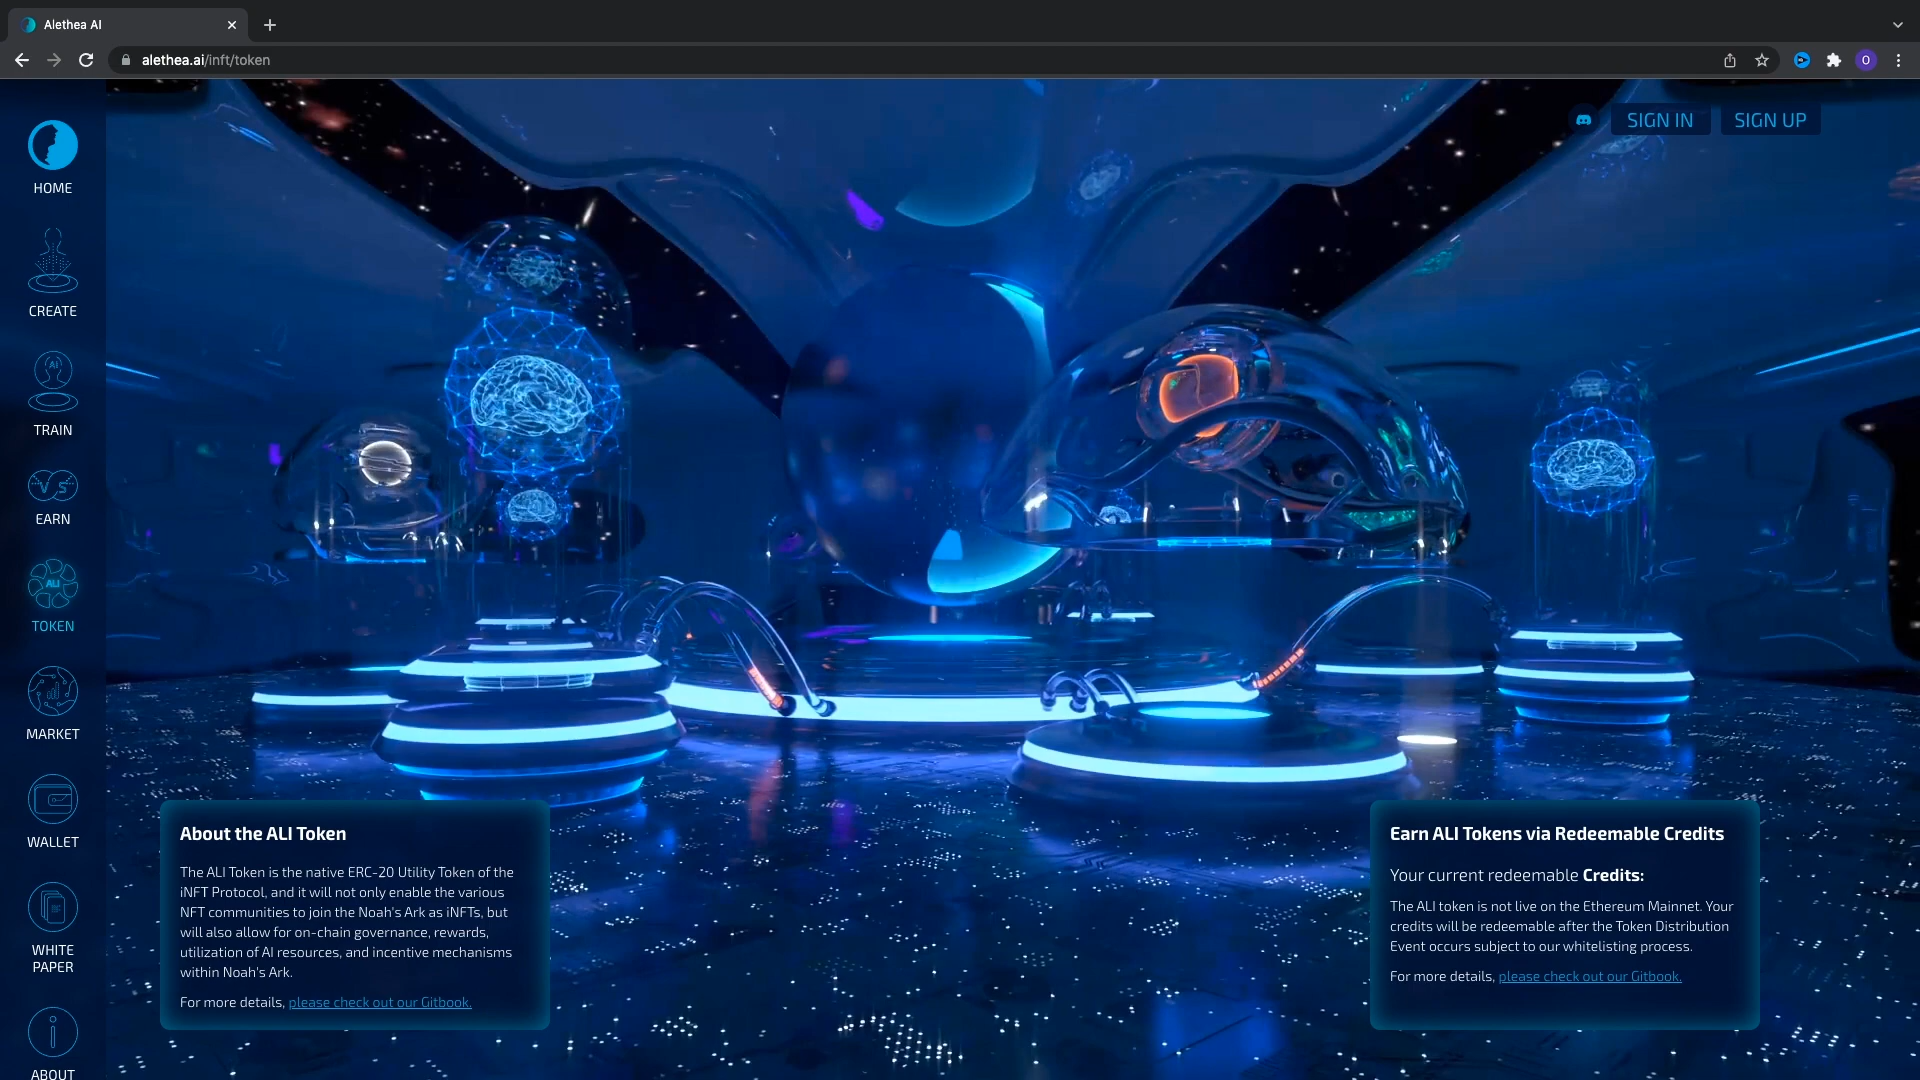 Alethea AI
alethea.ai/inft/token
O
SIGN IN
SIGN UP
HOME
CREATE
AI
TRAIN
VS
EARN
ALI
TOKEN
MARKET
WALLET
WHITE
PAPER
ABOUT
About the ALI Token
The ALI Token is the native ERC-20 Utility Token of the
iNFT Protocol, and it will not only enable the various
NFT communities to join the Noah's Ark as iNFTs, but
will also allow for on-chain governance, rewards,
utilization of AI resources, and incentive mechanisms
within Noah's Ark.
For more details, please check out our Gitbook.
Earn ALI Tokens via Redeemable Credits
Your current redeemable Credits:
The ALI token is not live on the Ethereum Mainnet. Your
credits will be redeemable after the Token Distribution
Event occurs subject to our whitelisting process.
For more details, please check out our Gitbook.